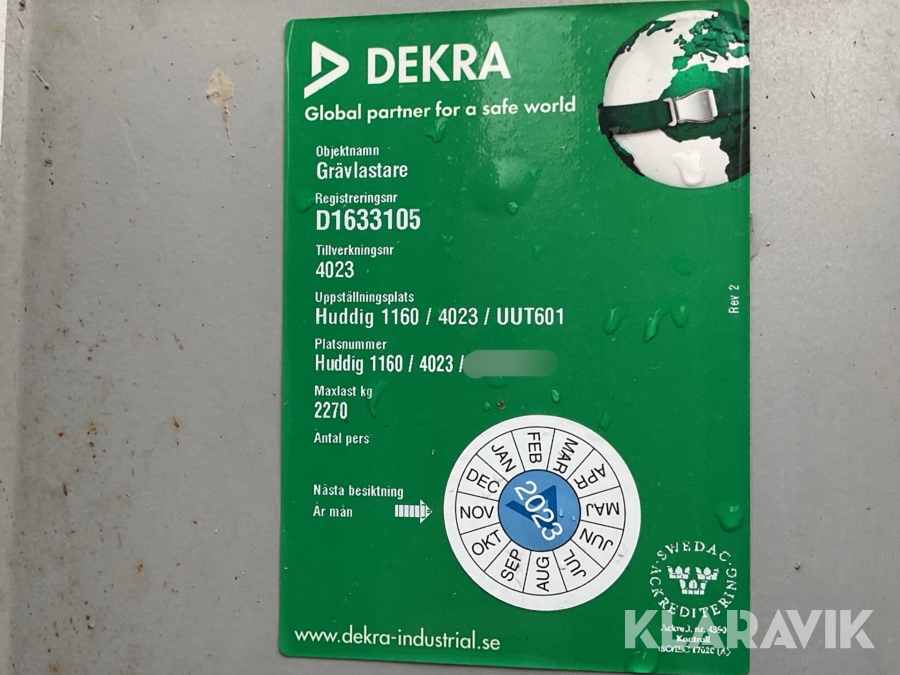 DEKRA
Global partner for a safe world
Objektnamn
Grävlastare
Registreringsnr
D1633105
Tillverkningsnr
4023
Uppställningsplats
Huddig 1160 / 4023 / UUT601
Platsnummer
Huddig 1160 / 4023 /
Maxlast kg
2270
Antal pers
Nästa besiktning
År mån
JAN
FEB
MAR
APR
MAJ
JUN
JUL
AUG
SEP
OKT
NOV
DEC
2023
Rev 2
SWEDAC
ACKREDITERING
Kontroll
www.dekra-industrial.se
KLARAVIK